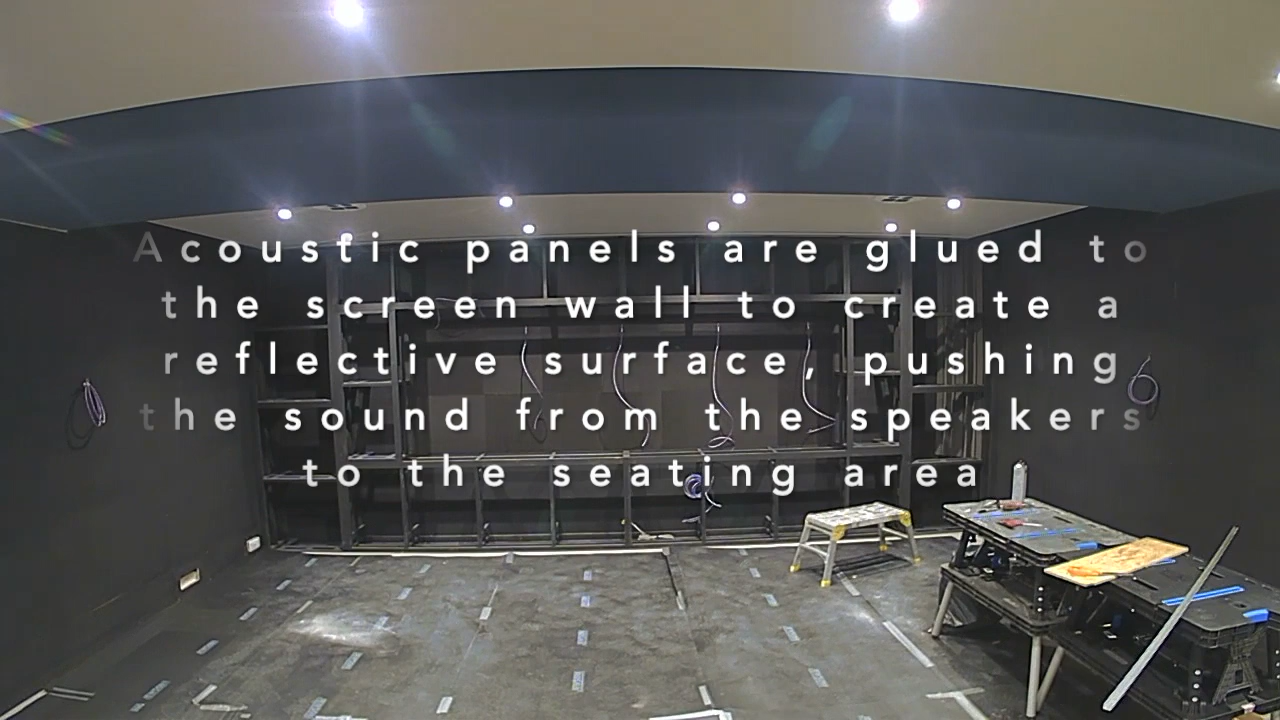 Acoustic panels are glued to
the screen wall to create a
reflective surface, pushing
the sound from the speakers
to the seating area